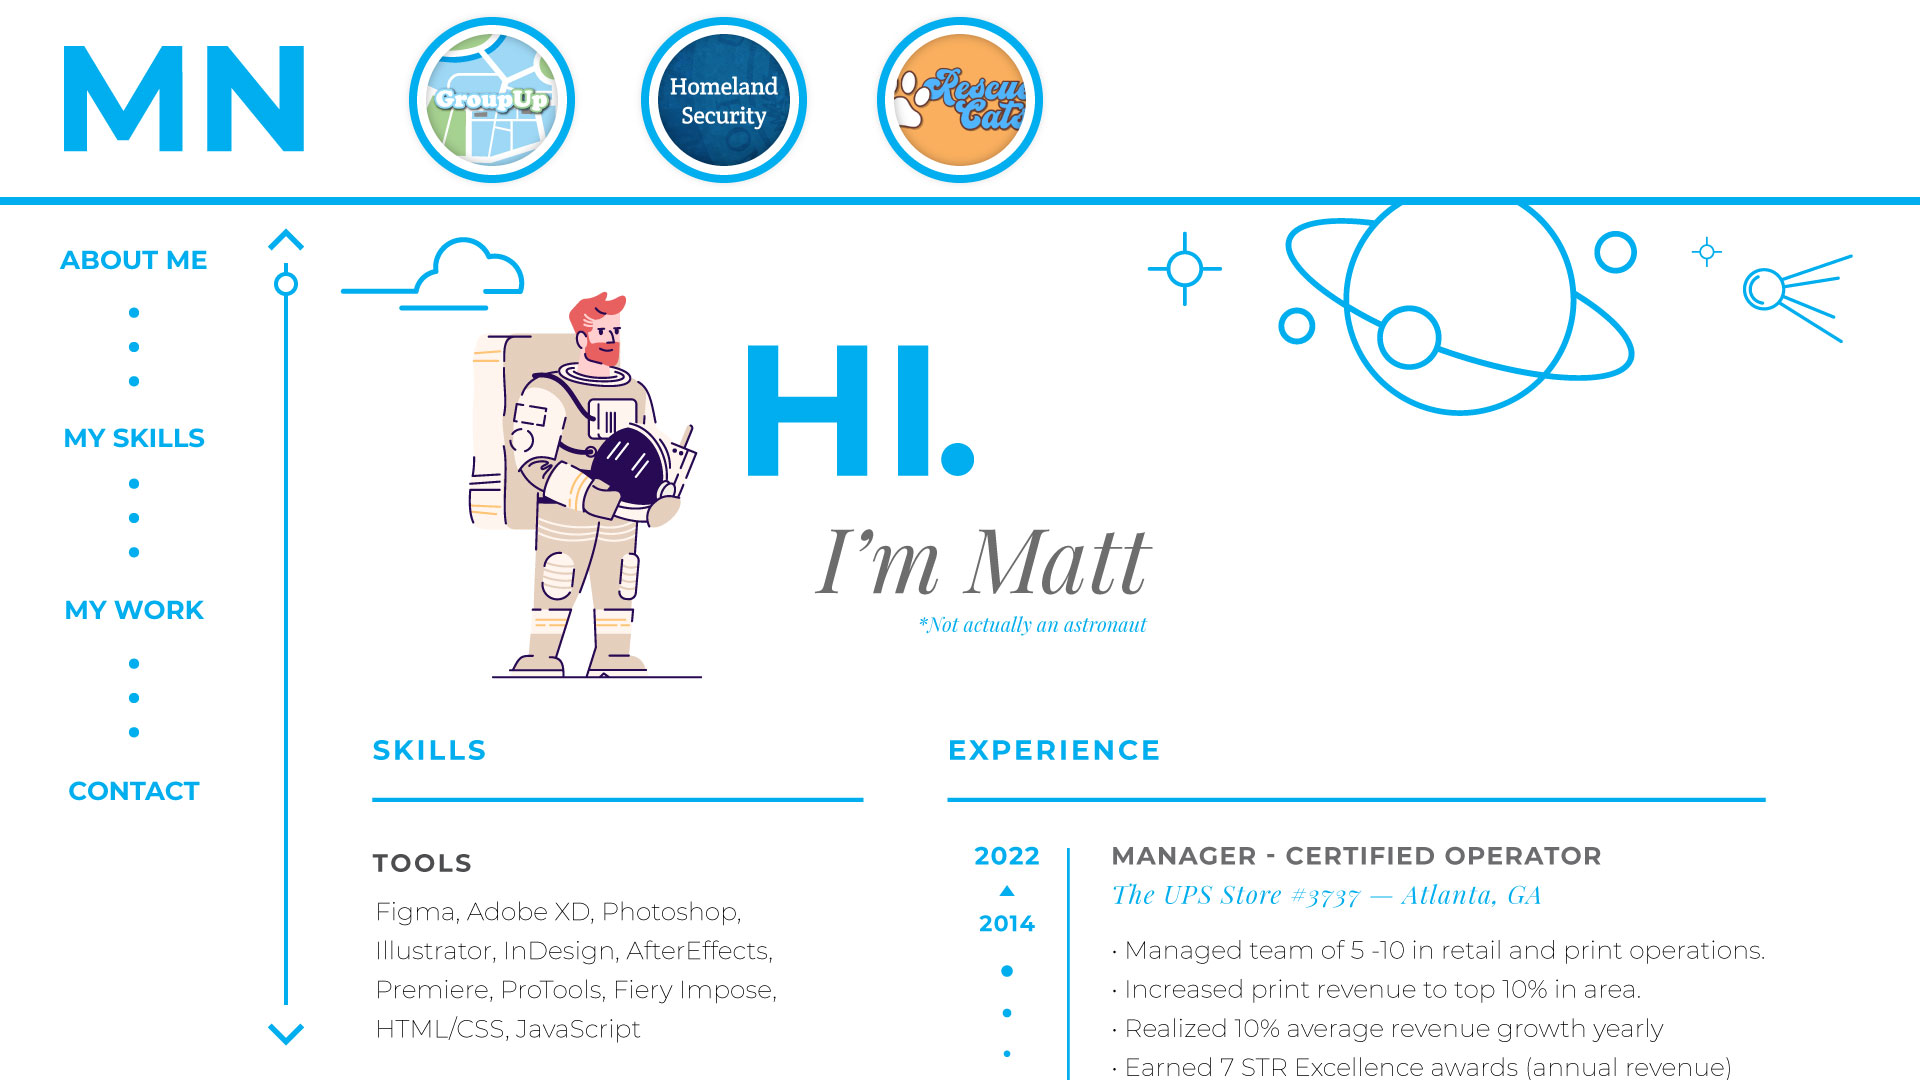 MN
GroupUp
Homeland
Security
Rescue
Cats
ABOUT ME
MY SKILLS
MY WORK
CONTACT
HI.
I’m Matt
*Not actually an astronaut
SKILLS
TOOLS
Figma, Adobe XD, Photoshop,
Illustrator, InDesign, AfterEffects,
Premiere, ProTools, Fiery Impose,
HTML/CSS, JavaScript
EXPERIENCE
2022
2014
MANAGER - CERTIFIED OPERATOR
The UPS Store #3737 — Atlanta, GA
· Managed team of 5 -10 in retail and print operations.
· Increased print revenue to top 10% in area.
· Realized 10% average revenue growth yearly
· Earned 7 STR Excellence awards (annual revenue)